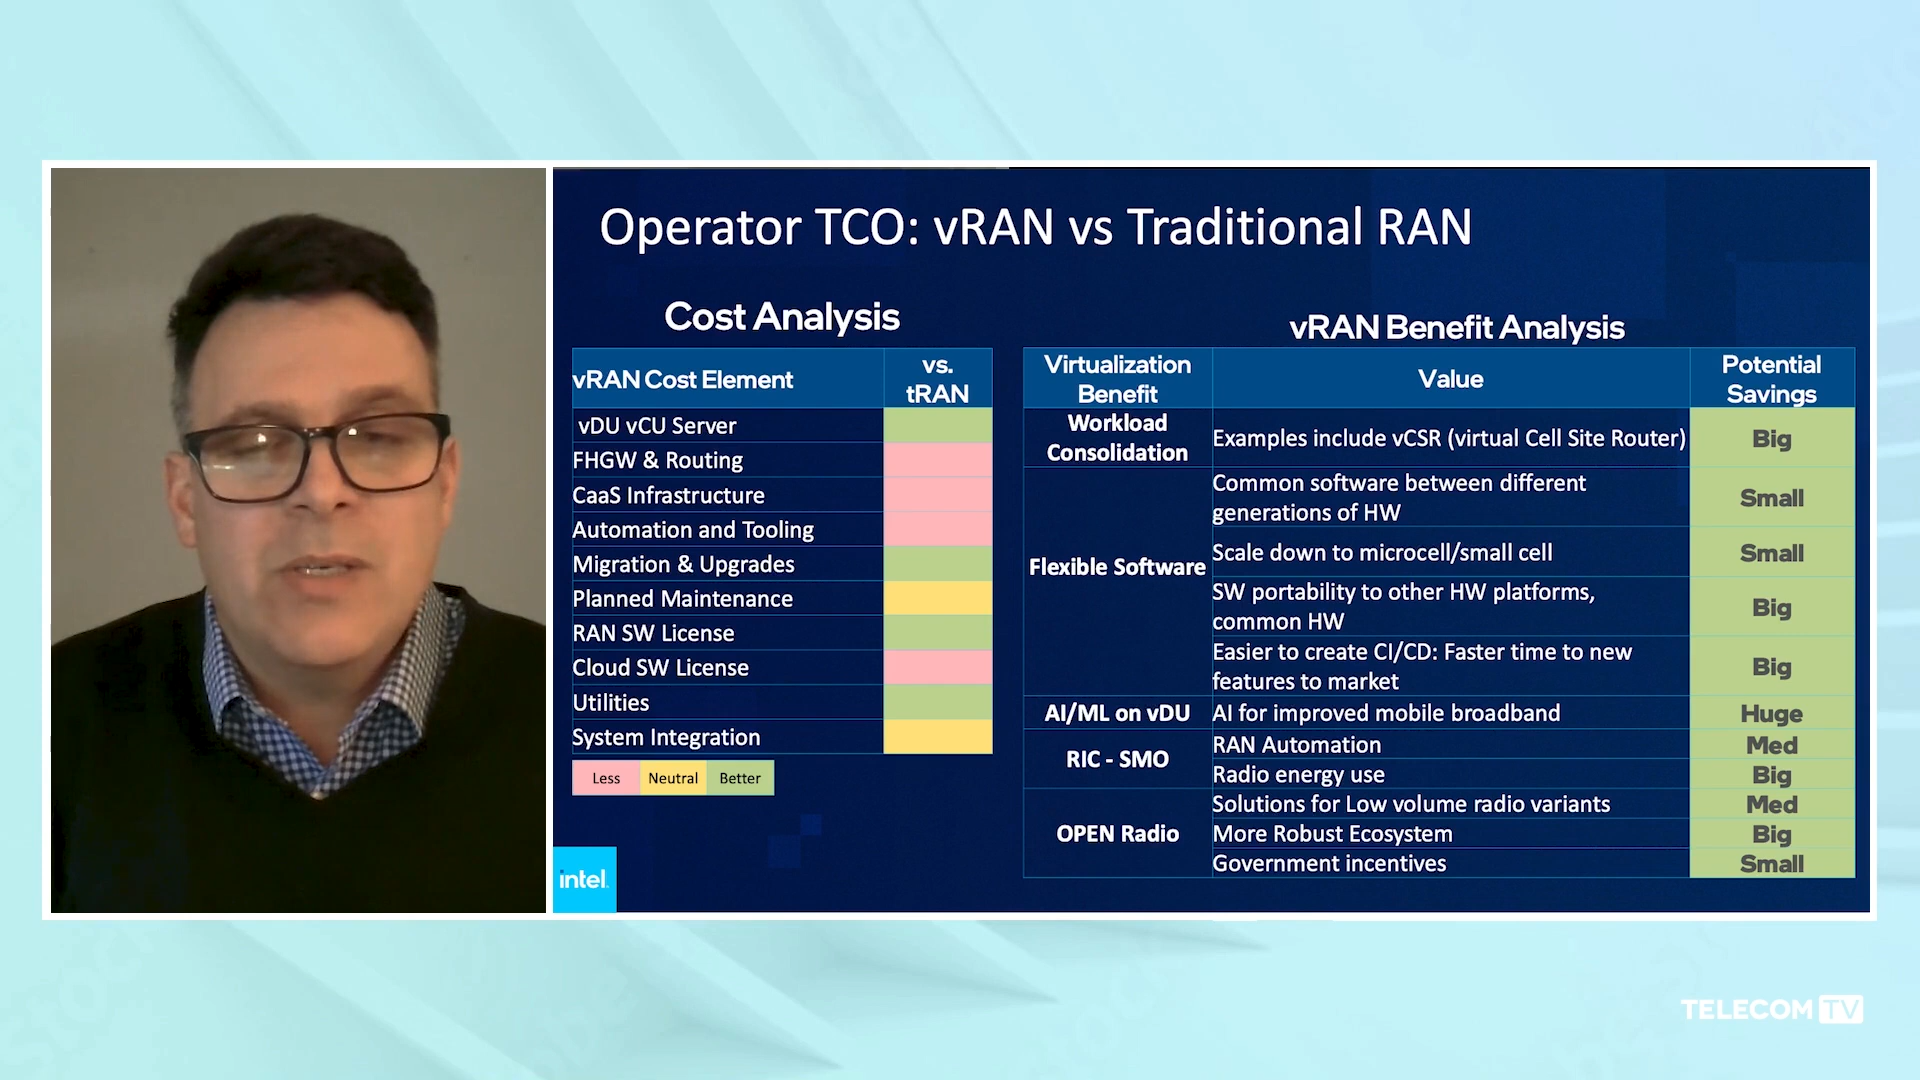 Operator TCO: vRAN vs Traditional RAN
Cost Analysis
vRAN Cost Element
vs.
tRAN
vDU vCU Server
FHGW & Routing
CaaS Infrastructure
Automation and Tooling
Migration & Upgrades
Planned Maintenance
RAN SW License
Cloud SW License
Utilities
System Integration
Less Neutral Better
vRAN Benefit Analysis
Virtualization
Benefit
Value
Potential
Savings
Workload
Consolidation
Examples include vCSR (virtual Cell Site Router)
Big
Flexible Software
Common software between different
generations of HW
Small
Scale down to microcell/small cell
Small
SW portability to other HW platforms,
common HW
Big
Easier to create CI/CD: Faster time to new
features to market
Big
AI/ML on vDU
AI for improved mobile broadband
Huge
RIC - SMO
RAN Automation
Med
Radio energy use
Big
OPEN Radio
Solutions for Low volume radio variants
Med
More Robust Ecosystem
Big
Government incentives
Small
intel.
TELECOM TV